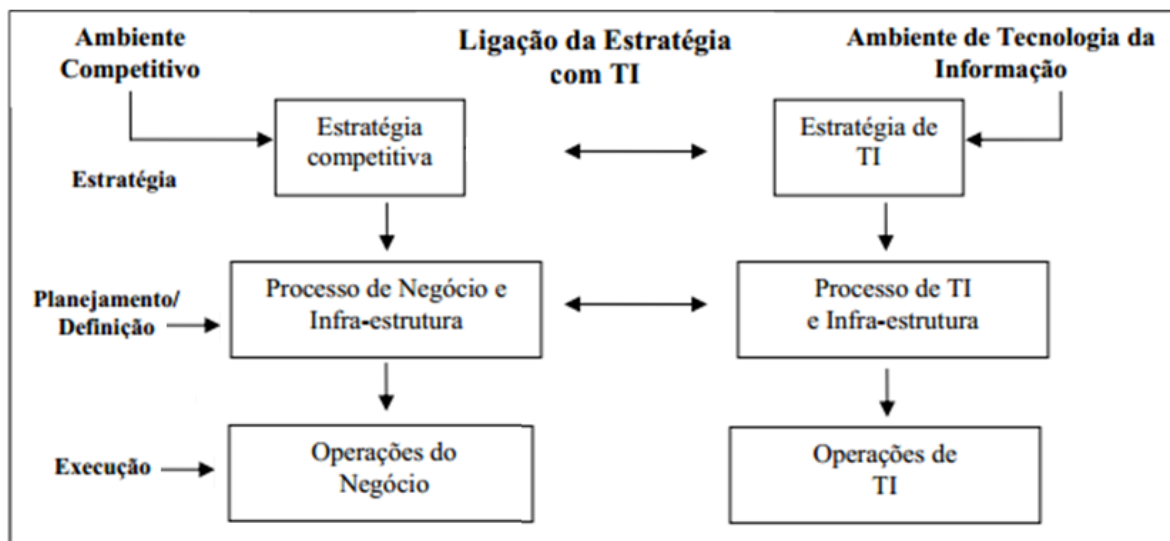 Ambiente
Competitivo
Ligação da Estratégia
com TI
Ambiente de Tecnologia da
Informação
Estratégia
competitiva
Estratégia de
TI
Estratégia
Planejamento/
Definição
Processo de Negócio e
Infra-estrutura
Processo de TI
e Infra-estrutura
Execução
Operações do
Negócio
Operações de
TI